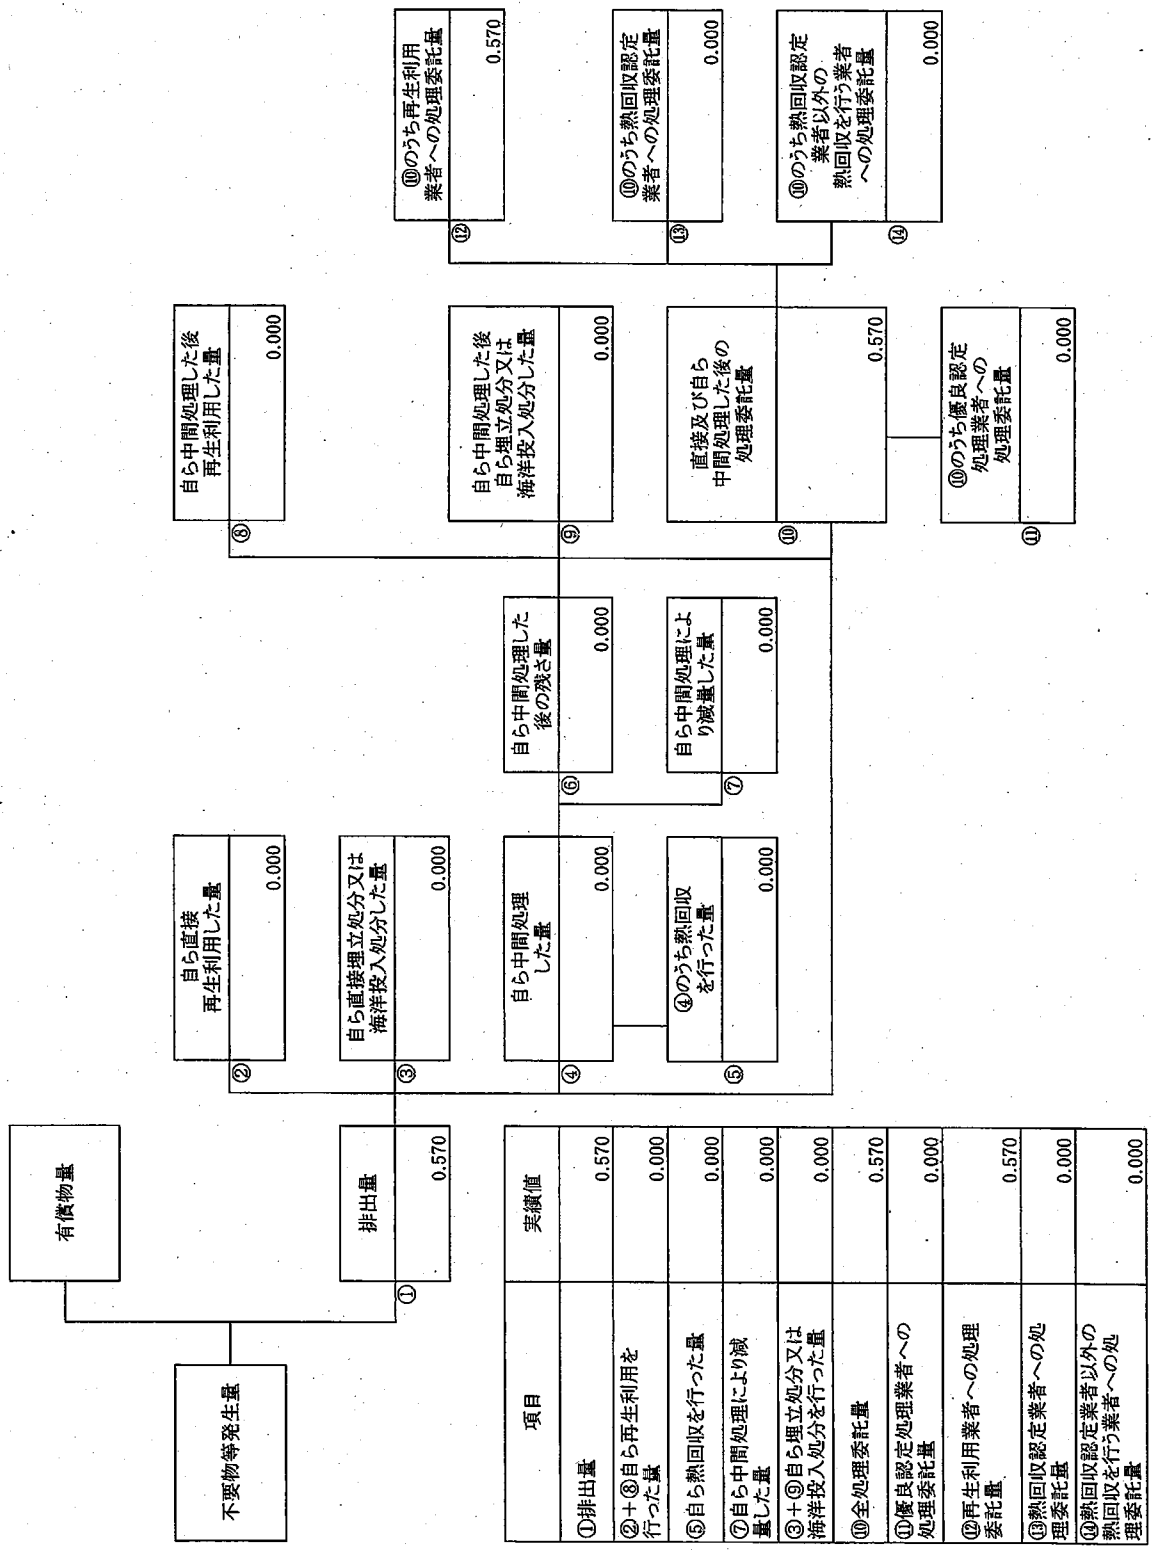 有償物量
不要物等発生量
排出量
①
0.570
自ら直接
再生利用した量
②
0.000
自ら直接埋立処分又は
海洋投入処分した量
③
0.000
自ら中間処理
した量
④
0.000
④のうち熱回収
を行った量
⑤
0.000
自ら中間処理した
後の残さ量
⑥
0.000
自ら中間処理によ
り減量した量
⑦
0.000
自ら中間処理した後
再生利用した量
⑧
0.000
自ら中間処理した後
自ら埋立処分又は
海洋投入処分した量
⑨
0.000
直接及び自ら
中間処理した後の
処理委託量
⑩
0.570
⑩のうち優良認定
処理業者への
処理委託量
⑪
0.000
⑩のうち再生利用
業者への処理委託量
⑫
0.570
⑩のうち熱回収認定
業者への処理委託量
⑬
0.000
⑩のうち熱回収認定
業者以外の
熱回収を行う業者
への処理委託量
⑭
0.000
項目 実績値
①排出量 0.570
②+⑧自ら再生利用を
行った量 0.000
⑤自ら熱回収を行った量 0.000
⑦自ら中間処理により減
量した量 0.000
③+⑨自ら埋立処分又は
海洋投入処分を行った量 0.000
⑩全処理委託量 0.570
⑪優良認定処理業者への
処理委託量 0.000
⑫再生利用業者への処理
委託量 0.570
⑬熱回収認定業者への処
理委託量 0.000
⑭熱回収認定業者以外の
熱回収を行う業者への処
理委託量 0.000